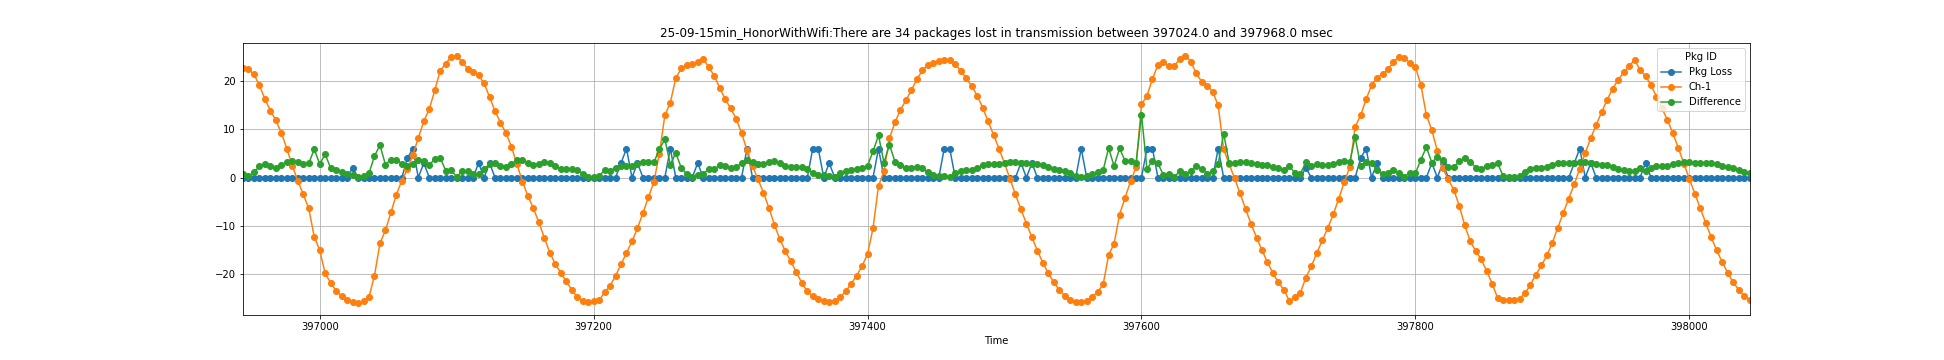 25-09-15min_HonorWithWifi:There are 34 packages lost in transmission between 397024.0 and 397968.0 msec
Pkg ID
Pkg Loss
Ch-1
Difference
20
10
0
−10
−20
397000
397200
397400
397600
397800
398000
Time